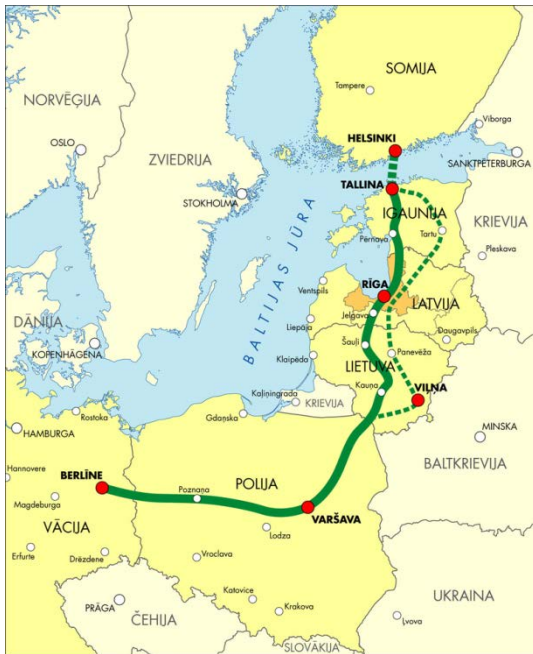 SOMIJA
Tampere
NORVĒĢIJA
HELSINKI
Viborga
OSLO
ZVIEDRIJA
SANKTPĒTERBURGA
TALLINA
STOKHOLMA
IGAUNIJA
KRIEVIJA
Pērnava
Tartu
BALTIJAS JŪRA
Pleskava
RĪGA
Ventspils
LATVIJA
DĀNIJA
Jelgava
Liepāja
Daugavpils
KOPENHĀGENA
Šauļi
Panevēža
Klaipēda
LIETUVA
Kauņa
VIĻŅA
Kaļiņingrada
KRIEVIJA
Rostoka
Gdaņska
HAMBURGA
MINSKA
Hannovere
BALTKRIEVIJA
BERLĪNE
POLIJA
Poznaņa
Magdeburga
VARŠAVA
VĀCIJA
Lodza
Erfurte
Drēzdene
Vroclava
UKRAINA
PRĀGA
Katovice
Krakova
ČEHIJA
Ļvova
SLOVĀKIJA